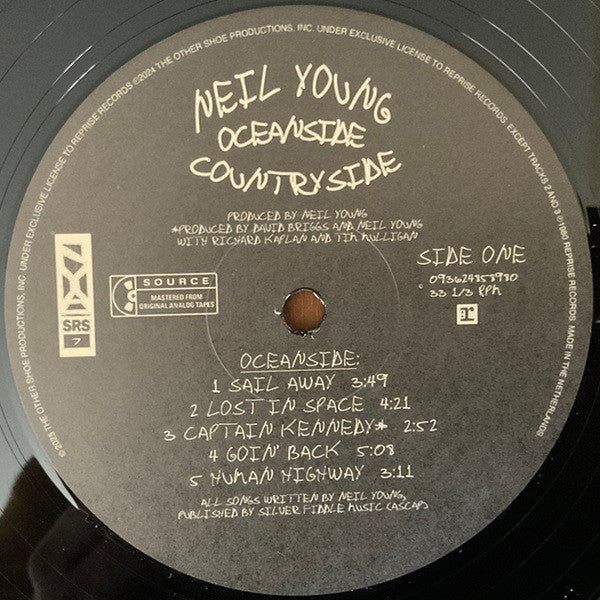 NEIL YOUNG
OCEANSIDE
COUNTRYSIDE
PRODUCED BY NEIL YOUNG
*PRODUCED BY DAVID BRIGGS AND NEIL YOUNG
WITH RICHARD KAPLAN AND TIM MULLIGAN
SIDE ONE
093624858980
33 1/3 RPM
r
NYA
SRS
7
SOURCE
MASTERED FROM
ORIGINAL ANALOG TAPES
OCEANSIDE:
1 SAIL AWAY 3:49
2 LOST IN SPACE 4:21
3 CAPTAIN KENNEDY* 2:52
4 GOIN' BACK 5:08
5 HUMAN HIGHWAY 3:11
ALL SONGS WRITTEN BY NEIL YOUNG,
PUBLISHED BY SILVER FIDDLE MUSIC (ASCAP)
©2025 THE OTHER SHOE PRODUCTIONS, INC. UNDER EXCLUSIVE LICENSE TO REPRISE RECORDS ℗2024 THE OTHER SHOE PRODUCTIONS, INC. UNDER EXCLUSIVE LICENSE TO REPRISE RECORDS, EXCEPT TRACKS 2 AND 3 ℗1980 REPRISE RECORDS. MADE IN THE NETHERLANDS.